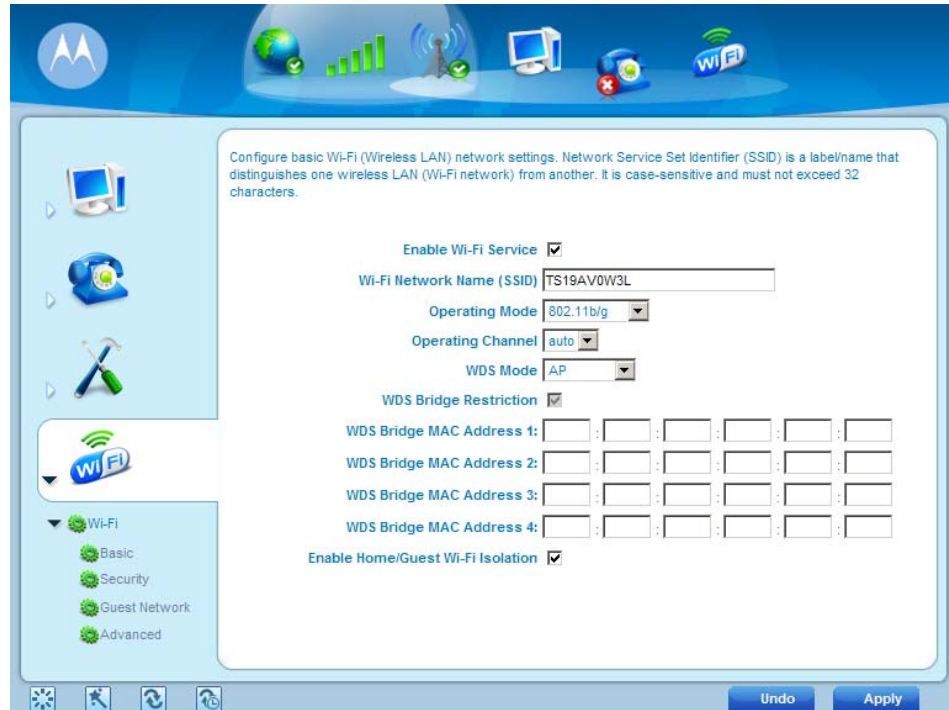 WiFi
Configure basic Wi-Fi (Wireless LAN) network settings. Network Service Set Identifier (SSID) is a label/name that
distinguishes one wireless LAN (Wi-Fi network) from another. It is case-sensitive and must not exceed 32
characters.
Enable Wi-Fi Service
Wi-Fi Network Name (SSID) TS19AV0W3L
Operating Mode 802.11b/g
Operating Channel auto
WDS Mode AP
WDS Bridge Restriction
WDS Bridge MAC Address 1: : : : : :
WDS Bridge MAC Address 2: : : : : :
WDS Bridge MAC Address 3: : : : : :
WDS Bridge MAC Address 4: : : : : :
Enable Home/Guest Wi-Fi Isolation
WiFi
Wi-Fi
Basic
Security
Guest Network
Advanced
Undo Apply